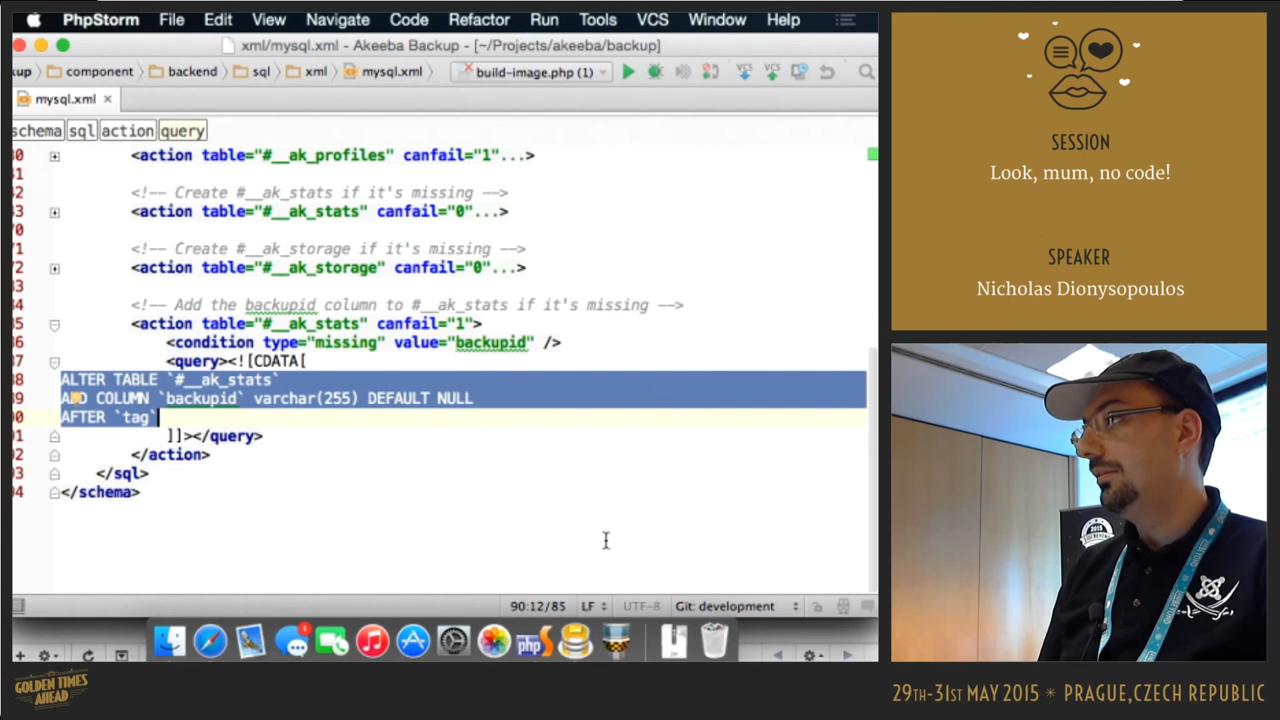 PhpStorm File Edit View Navigate Code Refactor Run Tools VCS Window Help
xml/mysql.xml - Akeeba Backup - [~/Projects/akeeba/backup]
kup component backend sql xml mysql.xml build-image.php (1) VCS VCS
mysql.xml ×
schema sql action query
<action table="#__ak_profiles" canfail="1"...>
<!-- Create #__ak_stats if it's missing -->
<action table="#__ak_stats" canfail="0"...>
<!-- Create #__ak_storage if it's missing -->
<action table="#__ak_storage" canfail="0"...>
<!-- Add the backupid column to #__ak_stats if it's missing -->
<action table="#__ak_stats" canfail="1">
<condition type="missing" value="backupid" />
<query><![CDATA[
ALTER TABLE `#__ak_stats`
ADD COLUMN `backupid` varchar(255) DEFAULT NULL
AFTER `tag`
]]></query>
</action>
</sql>
</schema>
90:12/85 LF UTF-8 Git: development
php
SESSION
Look, mum, no code!
SPEAKER
Nicholas Dionysopoulos
2015
GOLDEN TIMES
AHEAD
29TH-31ST MAY 2015 * PRAGUE,CZECH REPUBLIC